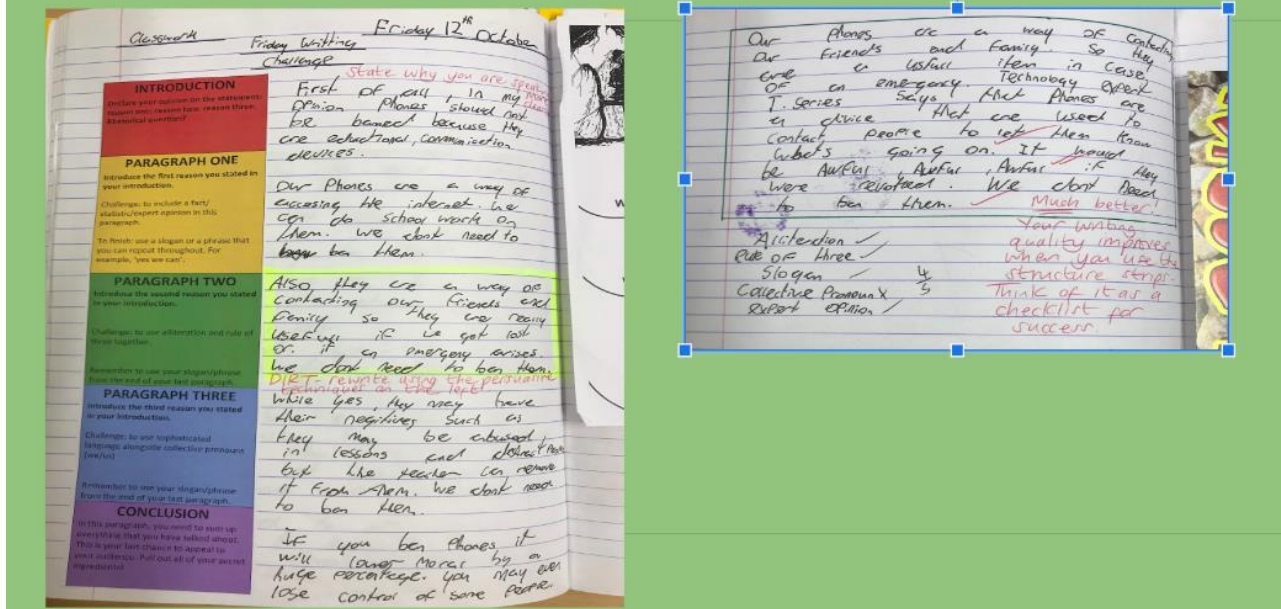 Classwork
Friday 12th October
Friday Writting
Challenge
INTRODUCTION
Declare your opinion on the statement:
reason one; reason two; reason three.
Rhetorical question?
PARAGRAPH ONE
Introduce the first reason you stated in
your introduction.
Challenge: to include a fact/
statistic/expert opinion in this
paragraph.
To finish: use a slogan or a phrase that
you can repeat throughout. For
example, 'yes we can'.
PARAGRAPH TWO
Introduce the second reason you stated
in your introduction.
Challenge: to use alliteration and rule of
three together.
Remember to use your slogan/phrase
from the end of your last paragraph.
PARAGRAPH THREE
Introduce the third reason you stated
in your introduction.
Challenge: to use sophisticated
language alongside collective pronouns
(we/us)
Remember to use your slogan/phrase
from the end of your last paragraph.
CONCLUSION
In this paragraph, you need to sum up
everything that you have talked about.
This is your last chance to appeal to
your audience. Pull out all of your secret
ingredients!
State why you are
First of all, In my
opinion Phones should not
be banned because they
are educational, communication
devices.
Our Phones are a way of
accesing the internet. We
can do school work on
them. We dont need to
ban them.
Also, they are a way of
contacting our friends and
family so they are really
usefull if we get lost
or if an emergency arises.
We dont need to ban them.
DIRT - rewrite using the persuasive
techniques on the left
While yes, they may have
their negitives such as
they may be abused
in lessons and distract
but the teacher can remove
it from them. We dont need
to ban them.
If you ban Phones it
will lower moral by a
huge percentage. You may even
lose control of some people.
Our Phones are a way of contacting
our friends and family. So they
are a usfull item in case
of an emergency. Technology expert
T. Series says that Phones are
a divice that are used to
contact people to let them know
whats going on. It would
be Awful, Awful, Awful if they
were revoked. We dont need
to ban them.
Much better.
Aliteration
Rule of three
Slogan
Collective Pronoun X
expert opinion
4/5
Your writing
quality improves
when you use the
structure strips.
Think of it as a
checklist for
success.